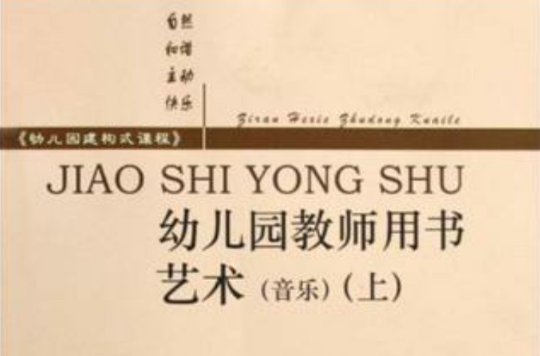 自然
和谐
主动
快乐
Ziran Hexie Zhudong Kuaile
《幼儿园建构式课程》
JIAO SHI YONG SHU
幼儿园教师用书
艺术(音乐)(上)